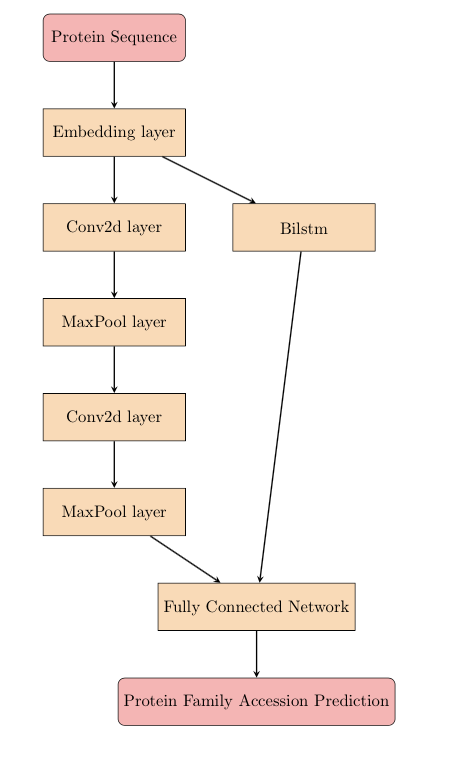 Protein Sequence
Embedding layer
Conv2d layer
Bilstm
MaxPool layer
Conv2d layer
MaxPool layer
Fully Connected Network
Protein Family Accession Prediction